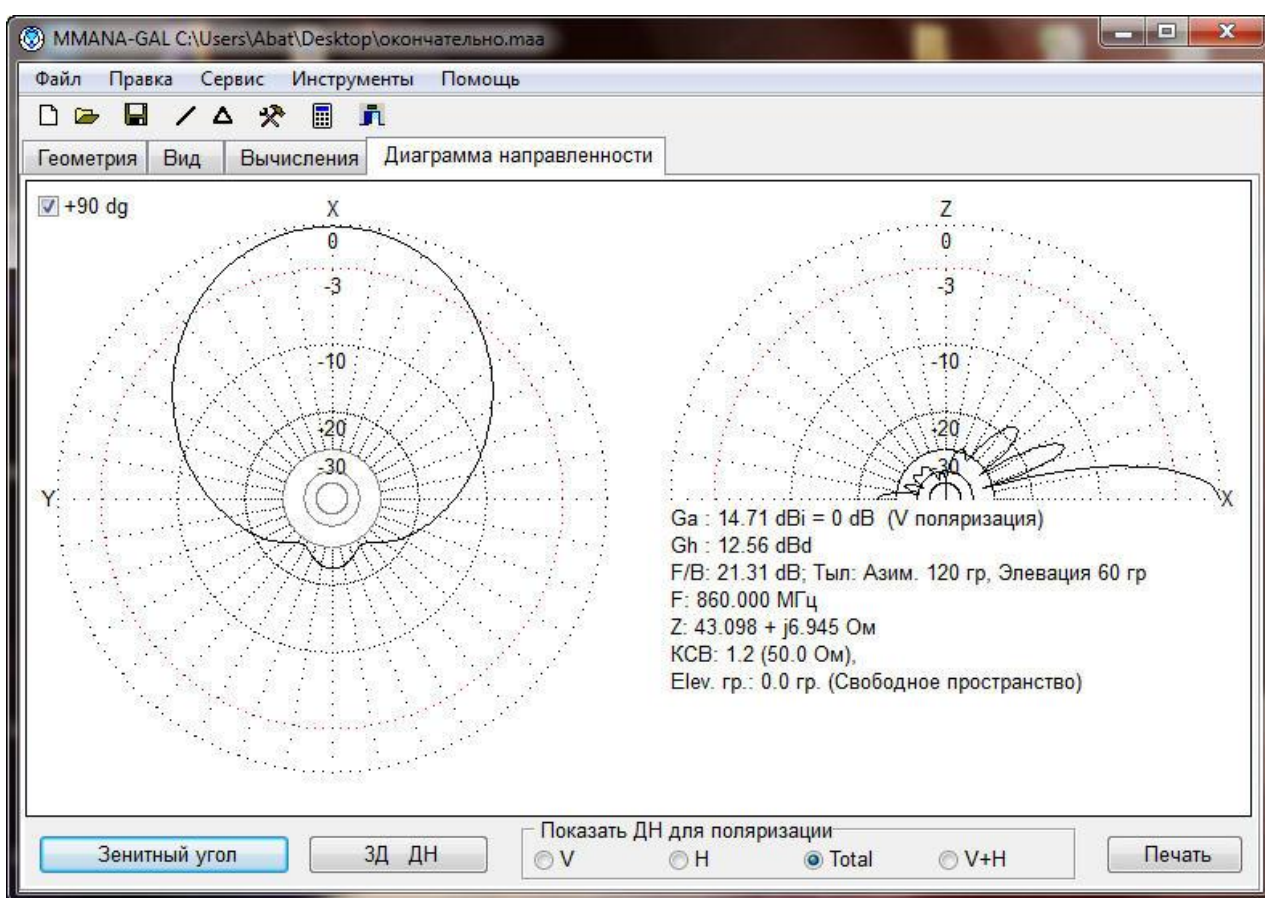 MMANA-GAL C:\Users\Abat\Desktop\окончательно.maa
Файл Правка Сервис Инструменты Помощь
Геометрия Вид Вычисления Диаграмма направленности
+90 dg
X
0
-3
-10
-20
-30
Y
Z
0
-3
-10
-20
-30
X
Ga : 14.71 dBi = 0 dB (V поляризация)
Gh : 12.56 dBd
F/B: 21.31 dB; Тыл: Азим. 120 гр, Элевация 60 гр
F: 860.000 МГц
Z: 43.098 + j6.945 Ом
КСВ: 1.2 (50.0 Ом),
Elev. гр.: 0.0 гр. (Свободное пространство)
Показать ДН для поляризации
Зенитный угол 3Д ДН V H Total V+H Печать